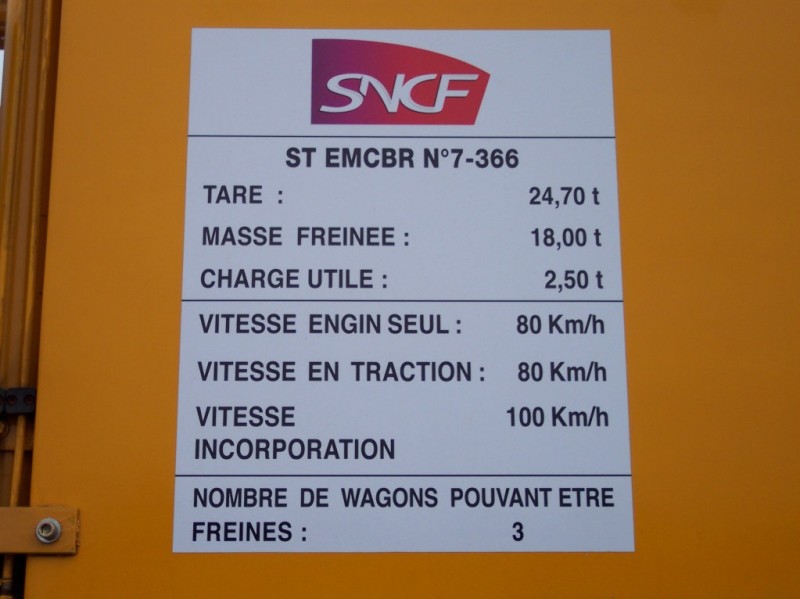 SNCF
ST EMCBR N°7-366
TARE : 24,70 t
MASSE FREINEE : 18,00 t
CHARGE UTILE : 2,50 t
VITESSE ENGIN SEUL : 80 Km/h
VITESSE EN TRACTION : 80 Km/h
VITESSE 100 Km/h
INCORPORATION
NOMBRE DE WAGONS POUVANT ETRE
FREINES : 3